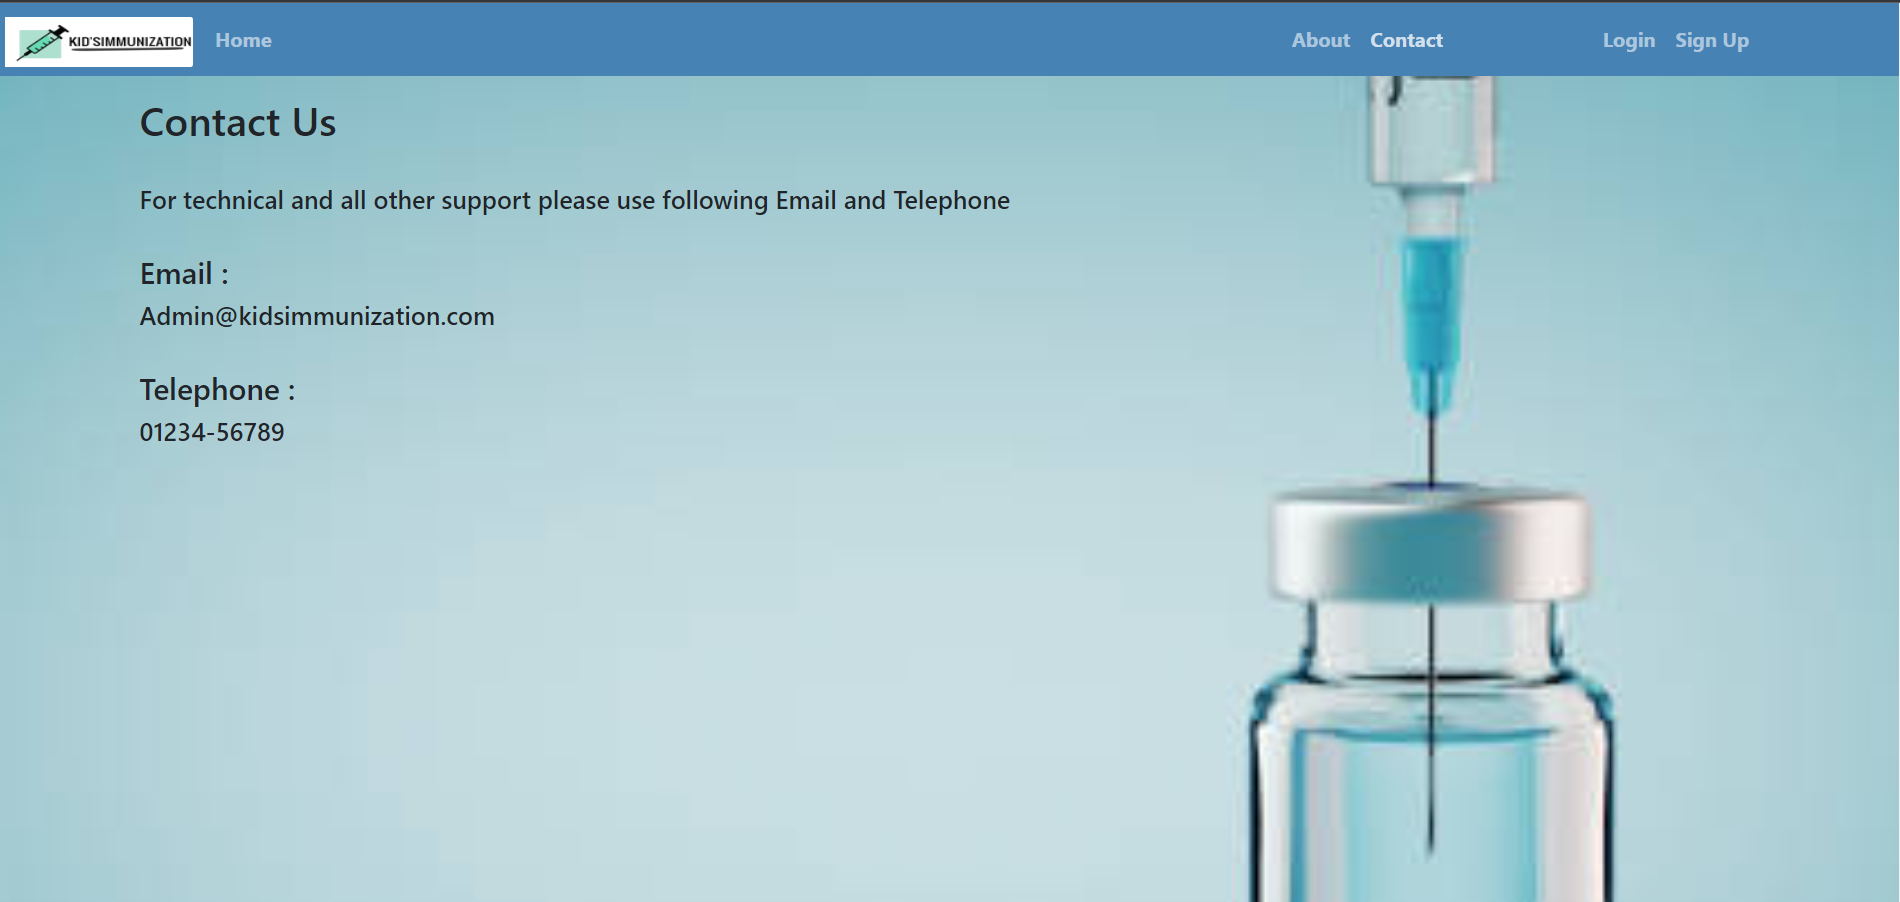 KID'SIMMUNIZATION
Home
About
Contact
Login
Sign Up
Contact Us
For technical and all other support please use following Email and Telephone
Email :
Admin@kidsimmunization.com
Telephone :
01234-56789